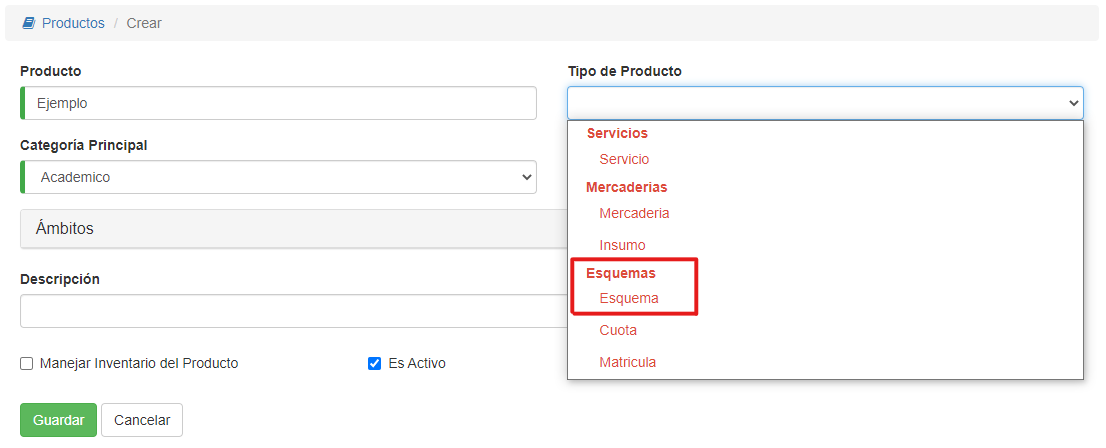 Productos / Crear
Producto
Ejemplo
Tipo de Producto
Servicios
Servicio
Mercaderias
Mercaderia
Insumo
Esquemas
Esquema
Cuota
Matricula
Categoría Principal
Academico
Ámbitos
Descripción
Manejar Inventario del Producto
Es Activo
Guardar
Cancelar